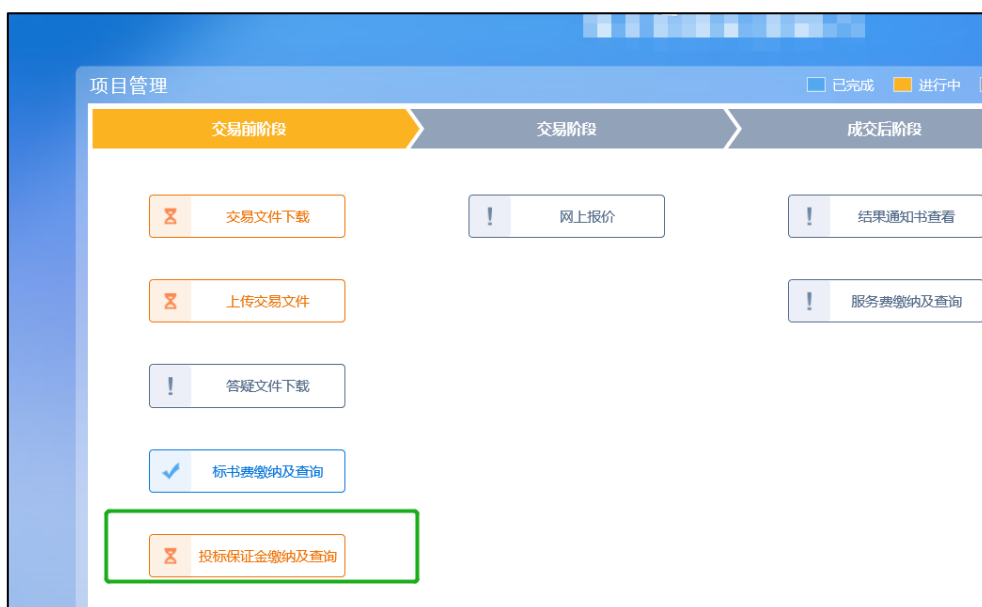 项目管理
已完成 进行中
交易前阶段 交易阶段 成交后阶段
交易文件下载 网上报价 结果通知书查看
上传交易文件 服务费缴纳及查询
答疑文件下载
标书费缴纳及查询
投标保证金缴纳及查询